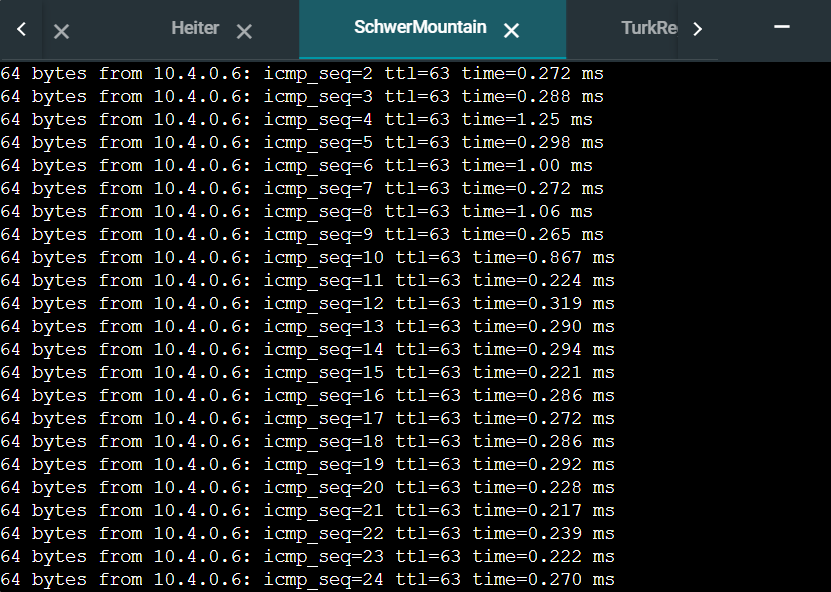 Heiter SchwerMountain TurkRe
64 bytes from 10.4.0.6: icmp_seq=2 ttl=63 time=0.272 ms
64 bytes from 10.4.0.6: icmp_seq=3 ttl=63 time=0.288 ms
64 bytes from 10.4.0.6: icmp_seq=4 ttl=63 time=1.25 ms
64 bytes from 10.4.0.6: icmp_seq=5 ttl=63 time=0.298 ms
64 bytes from 10.4.0.6: icmp_seq=6 ttl=63 time=1.00 ms
64 bytes from 10.4.0.6: icmp_seq=7 ttl=63 time=0.272 ms
64 bytes from 10.4.0.6: icmp_seq=8 ttl=63 time=1.06 ms
64 bytes from 10.4.0.6: icmp_seq=9 ttl=63 time=0.265 ms
64 bytes from 10.4.0.6: icmp_seq=10 ttl=63 time=0.867 ms
64 bytes from 10.4.0.6: icmp_seq=11 ttl=63 time=0.224 ms
64 bytes from 10.4.0.6: icmp_seq=12 ttl=63 time=0.319 ms
64 bytes from 10.4.0.6: icmp_seq=13 ttl=63 time=0.290 ms
64 bytes from 10.4.0.6: icmp_seq=14 ttl=63 time=0.294 ms
64 bytes from 10.4.0.6: icmp_seq=15 ttl=63 time=0.221 ms
64 bytes from 10.4.0.6: icmp_seq=16 ttl=63 time=0.286 ms
64 bytes from 10.4.0.6: icmp_seq=17 ttl=63 time=0.272 ms
64 bytes from 10.4.0.6: icmp_seq=18 ttl=63 time=0.286 ms
64 bytes from 10.4.0.6: icmp_seq=19 ttl=63 time=0.292 ms
64 bytes from 10.4.0.6: icmp_seq=20 ttl=63 time=0.228 ms
64 bytes from 10.4.0.6: icmp_seq=21 ttl=63 time=0.217 ms
64 bytes from 10.4.0.6: icmp_seq=22 ttl=63 time=0.239 ms
64 bytes from 10.4.0.6: icmp_seq=23 ttl=63 time=0.222 ms
64 bytes from 10.4.0.6: icmp_seq=24 ttl=63 time=0.270 ms